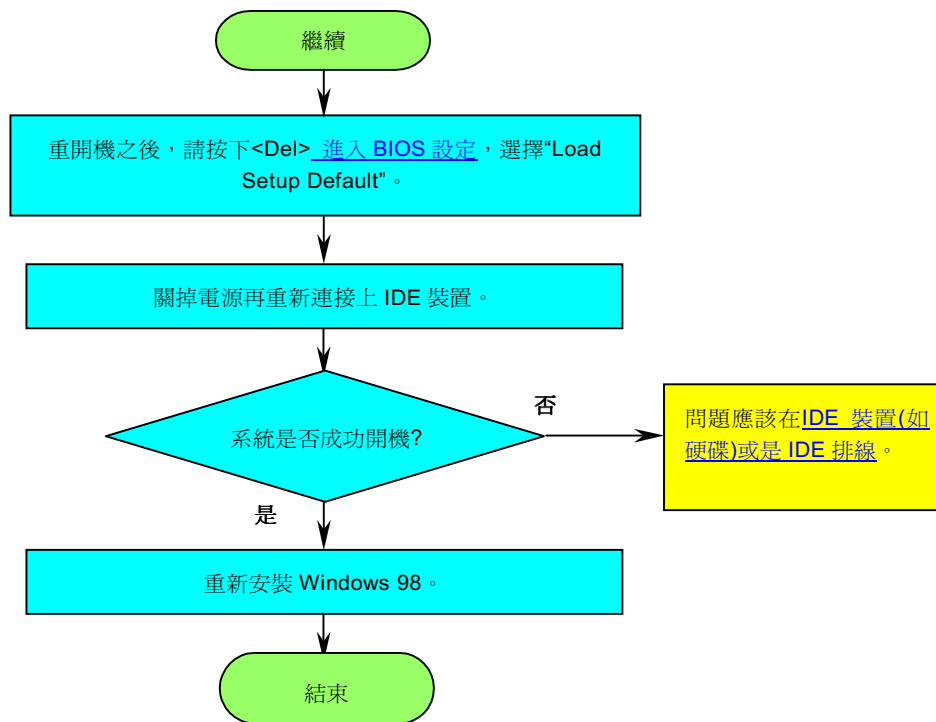 繼續
重開機之後，請按下<Del> 進入 BIOS 設定，選擇“Load
Setup Default”。
關掉電源再重新連接上 IDE 裝置。
系統是否成功開機?
否
問題應該在IDE 裝置(如
硬碟)或是 IDE 排線。
是
重新安裝 Windows 98。
結束